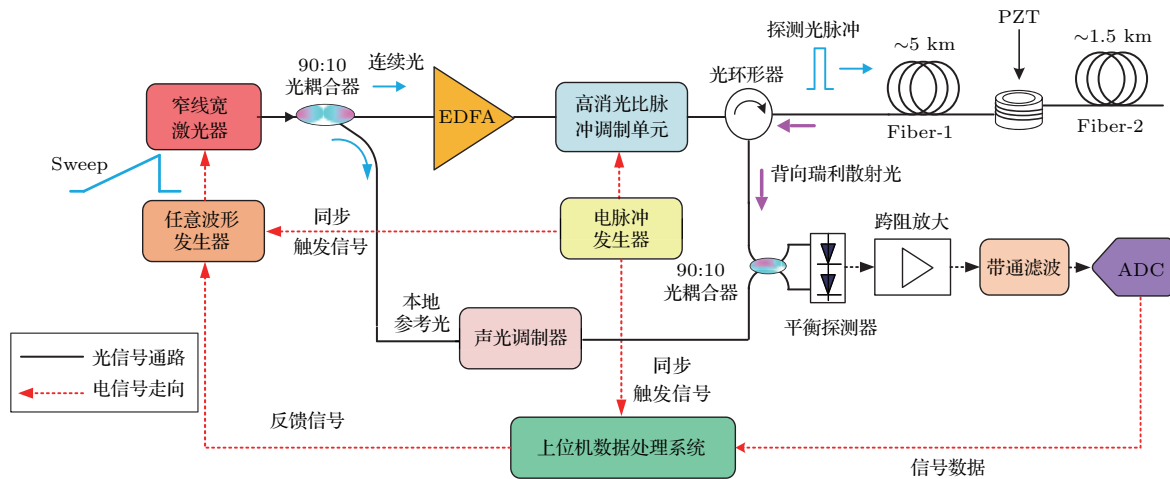 PZT
探测光脉冲
~5 km
~1.5 km
90:10
光耦合器
连续光
光环形器
窄线宽
激光器
EDFA
高消光比脉
冲调制单元
Fiber-1
Fiber-2
Sweep
背向瑞利散射光
任意波形
发生器
同步
触发信号
电脉冲
发生器
跨阻放大
90:10
光耦合器
带通滤波
ADC
平衡探测器
本地
参考光
声光调制器
光信号通路
电信号走向
同步
触发信号
反馈信号
上位机数据处理系统
信号数据